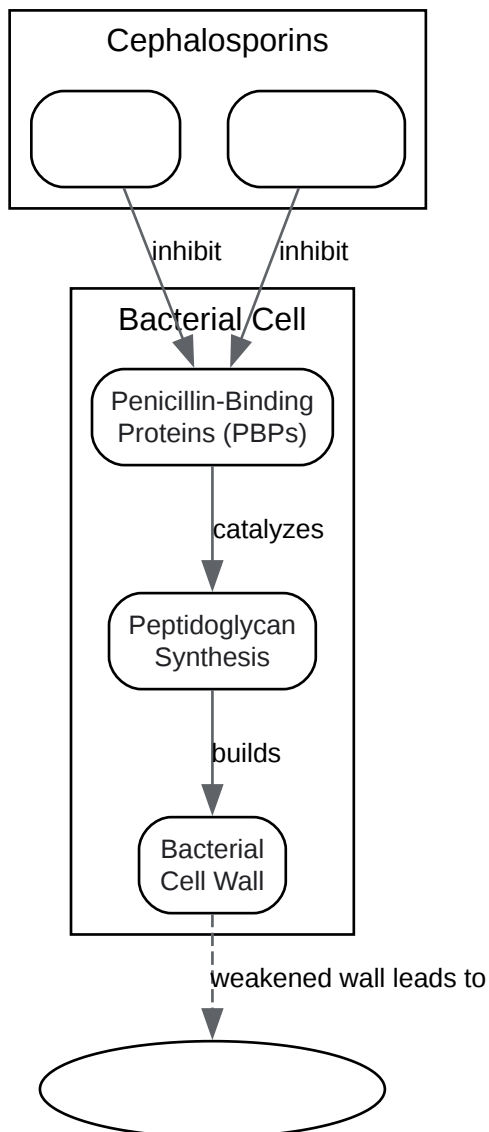 Cephalosporins
inhibit
inhibit
Bacterial Cell
Penicillin-Binding
Proteins (PBPs)
catalyzes
Peptidoglycan
Synthesis
builds
Bacterial
Cell Wall
weakened wall leads to